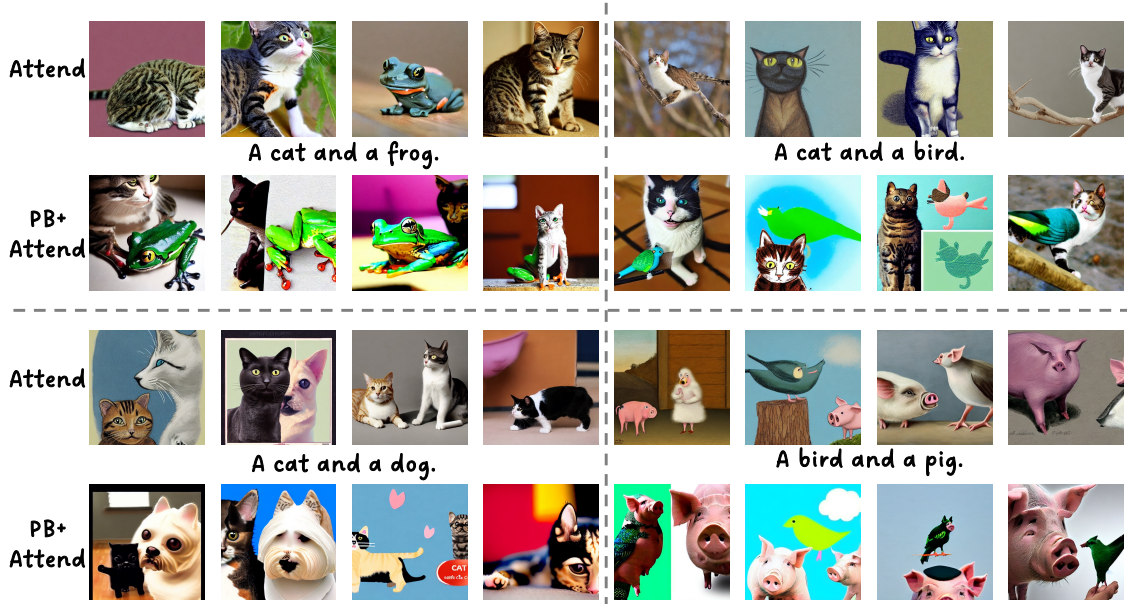 Attend
A cat and a frog.
A cat and a bird.
PB+
Attend
Attend
A cat and a dog.
A bird and a pig.
PB+
Attend
CAT